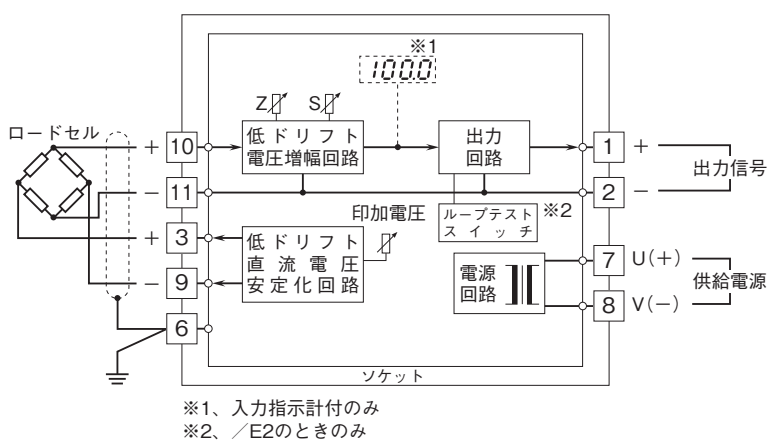 ※1
100.0
Z
S
ロードセル
+
10
低ドリフト
電圧増幅回路
出力
回路
1
+
出力信号
−
11
2
−
印加電圧
ループテスト
スイッチ
※2
+
3
低ドリフト
直流電圧
安定化回路
−
9
電源
回路
7
U(+)
供給電源
8
V(−)
6
ソケット
※1、入力指示計付のみ
※2、／E2のときのみ